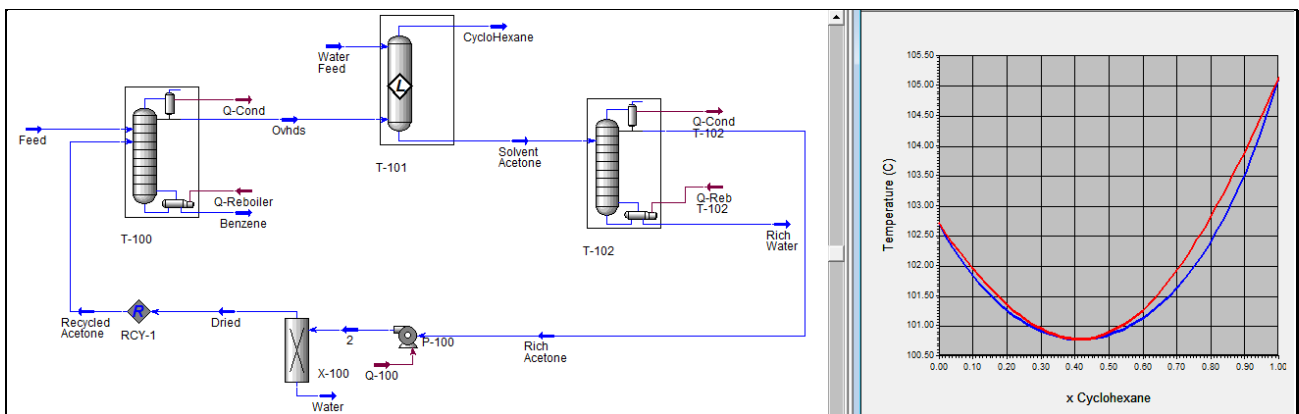 CycloHexane
Water
Feed
L
Q-Cond
Ovhds
Feed
Q-Cond
T-102
T-101
Solvent
Acetone
Q-Reboiler
Benzene
Q-Reb
T-102
T-100
T-102
Rich
Water
Recycled
Acetone
R
RCY-1
Dried
2
P-100
Rich
Acetone
X-100
Q-100
Water
Temperature (C)
105.50
105.00
104.50
104.00
103.50
103.00
102.50
102.00
101.50
101.00
100.50
0.00 0.10 0.20 0.30 0.40 0.50 0.60 0.70 0.80 0.90 1.00
x Cyclohexane